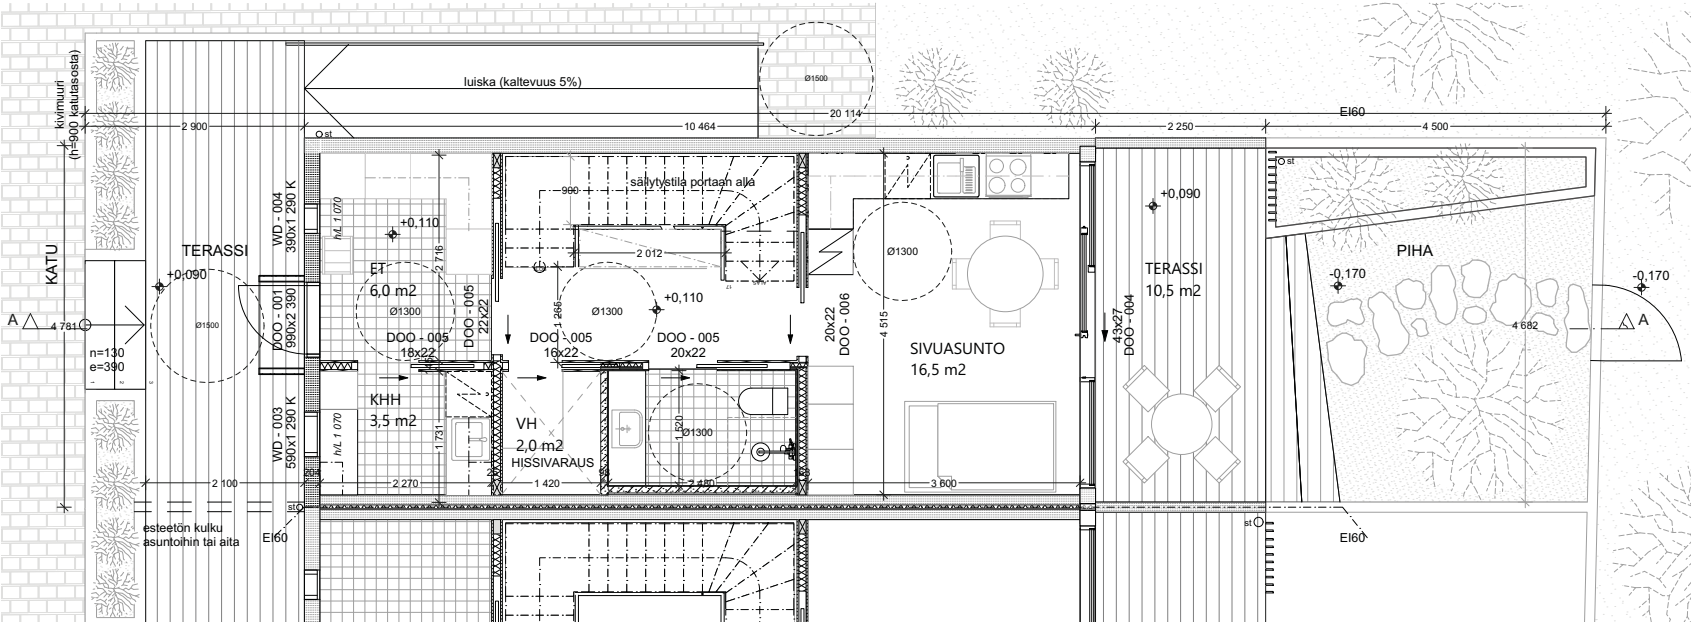 luiska (kaltevuus 5%)
Ø1500
20 114
EI60
kivimuuri
(h=900 katutasosta)
2 900
10 464
2 250
4 500
st
st
säilytystila portaan alla
900
WD - 004
390x1 290 K
h/L 1 070
+0,110
2 716
KATU
TERASSI
+0,090
ET
6,0 m2
Ø1300
2 012
Ø1300
+0,090
TERASSI
10,5 m2
PIHA
-0,170
-0,170
DOO - 001
990x2 390
DOO - 005
22x22
1 265
+0,110
Ø1300
20x22
DOO - 006
4 515
43x27
DOO - 004
A
4 781
Ø1500
4 682
A
n=130
e=390
DOO - 005
18x22
DOO - 005
16x22
DOO - 005
20x22
SIVUASUNTO
16,5 m2
WD - 003
590x1 290 K
h/L 1 070
KHH
3,5 m2
1 731
VH
2,0 m2
HISSIVARAUS
1 520
Ø1300
204
2 100
2 270
1 420
98
2 480
3 600
st
esteetön kulku
asuntoihin tai aita
EI60
st
EI60